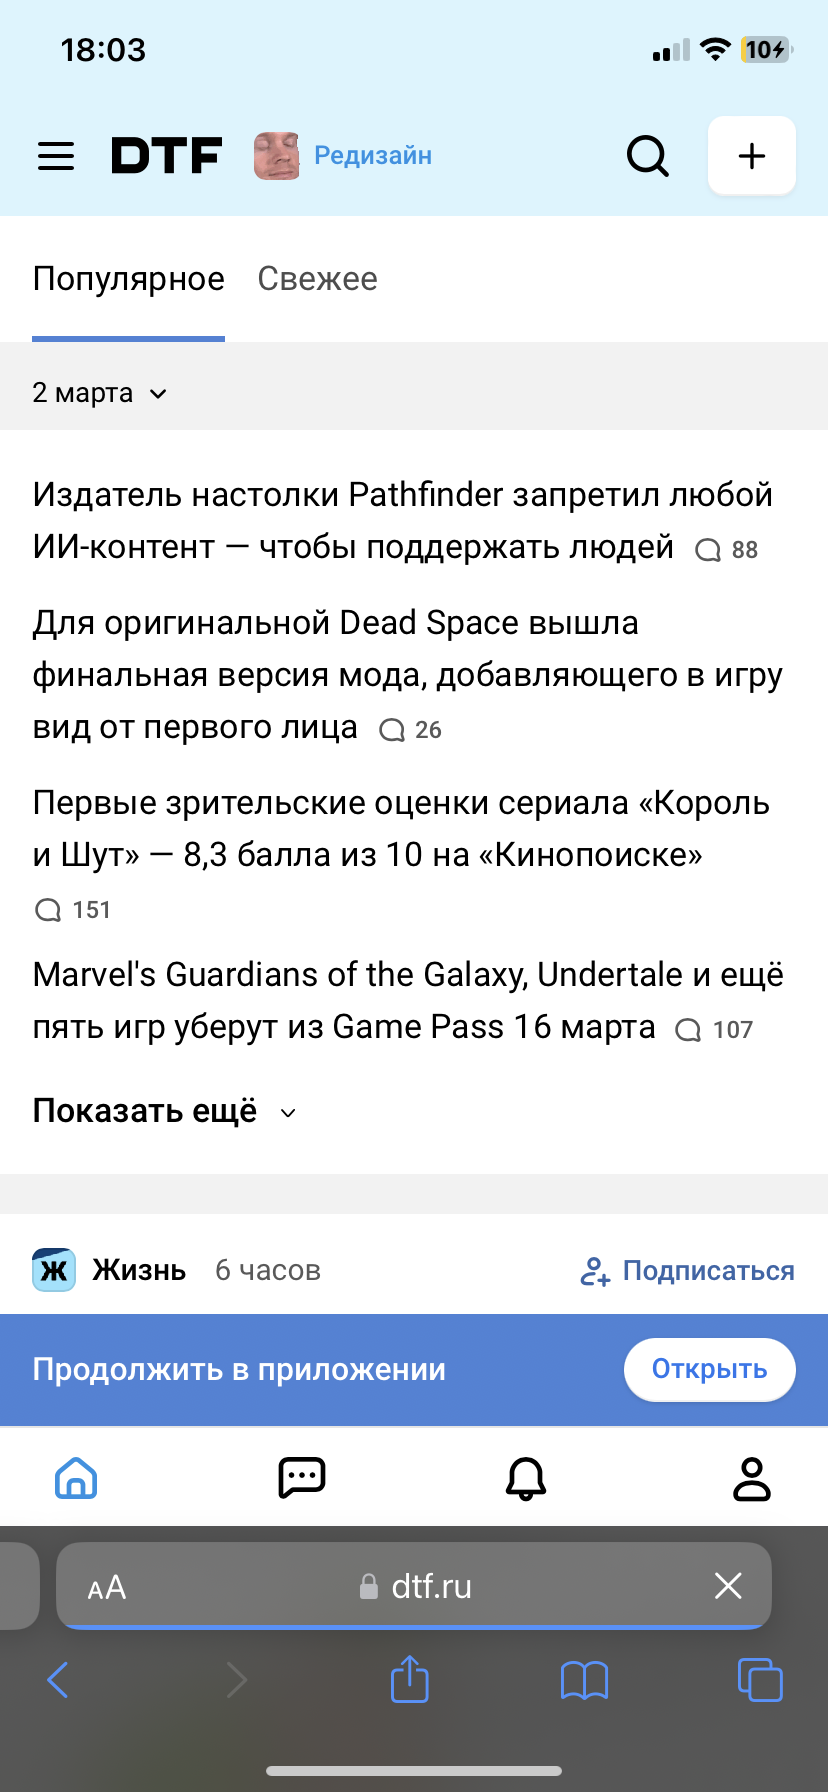 18:03
10
DTF
Редизайн
Популярное
Свежее
2 марта
Издатель настолки Pathfinder запретил любой
ИИ-контент — чтобы поддержать людей 88
Для оригинальной Dead Space вышла
финальная версия мода, добавляющего в игру
вид от первого лица 26
Первые зрительские оценки сериала «Король
и Шут» — 8,3 балла из 10 на «Кинопоиске»
151
Marvel's Guardians of the Galaxy, Undertale и ещё
пять игр уберут из Game Pass 16 марта 107
Показать ещё
Ж Жизнь 6 часов Подписаться
Продолжить в приложении Открыть
AA dtf.ru